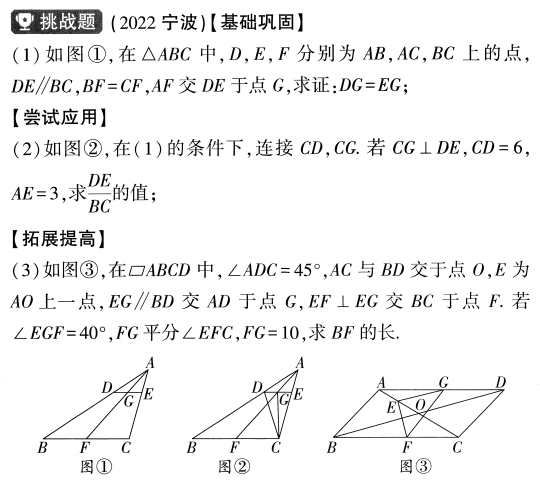 挑战题 (2022 宁波)【基础巩固】
(1)如图①,在△ABC 中,D,E,F 分别为 AB,AC,BC 上的点,
DE∥BC,BF=CF,AF 交 DE 于点 G,求证:DG=EG;
【尝试应用】
(2)如图②,在(1)的条件下,连接 CD,CG. 若 CG⊥DE,CD=6,
AE=3,求DE/BC的值;
【拓展提高】
(3)如图③,在▱ABCD 中,∠ADC=45°,AC 与 BD 交于点 O,E 为
AO 上一点,EG∥BD 交 AD 于点 G,EF⊥EG 交 BC 于点 F. 若
∠EGF=40°,FG 平分∠EFC,FG=10,求 BF 的长.
A
D
G
E
B
F
C
图①
A
D
G
E
B
F
C
图②
A
G
D
E
O
B
F
C
图③